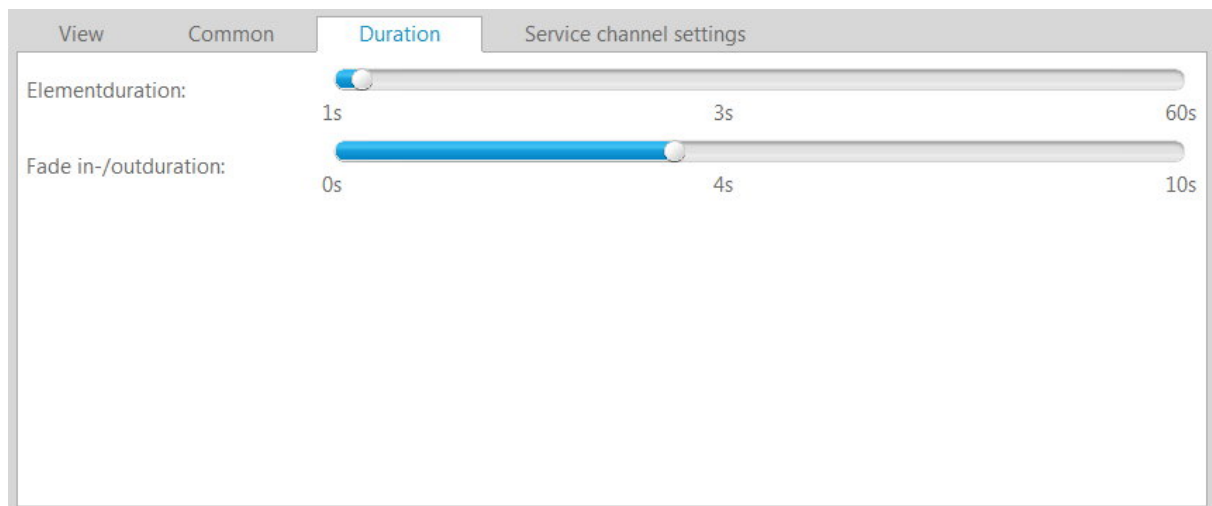 View Common Duration Service channel settings
Elementduration:
1s 3s 60s
Fade in-/outduration:
0s 4s 10s